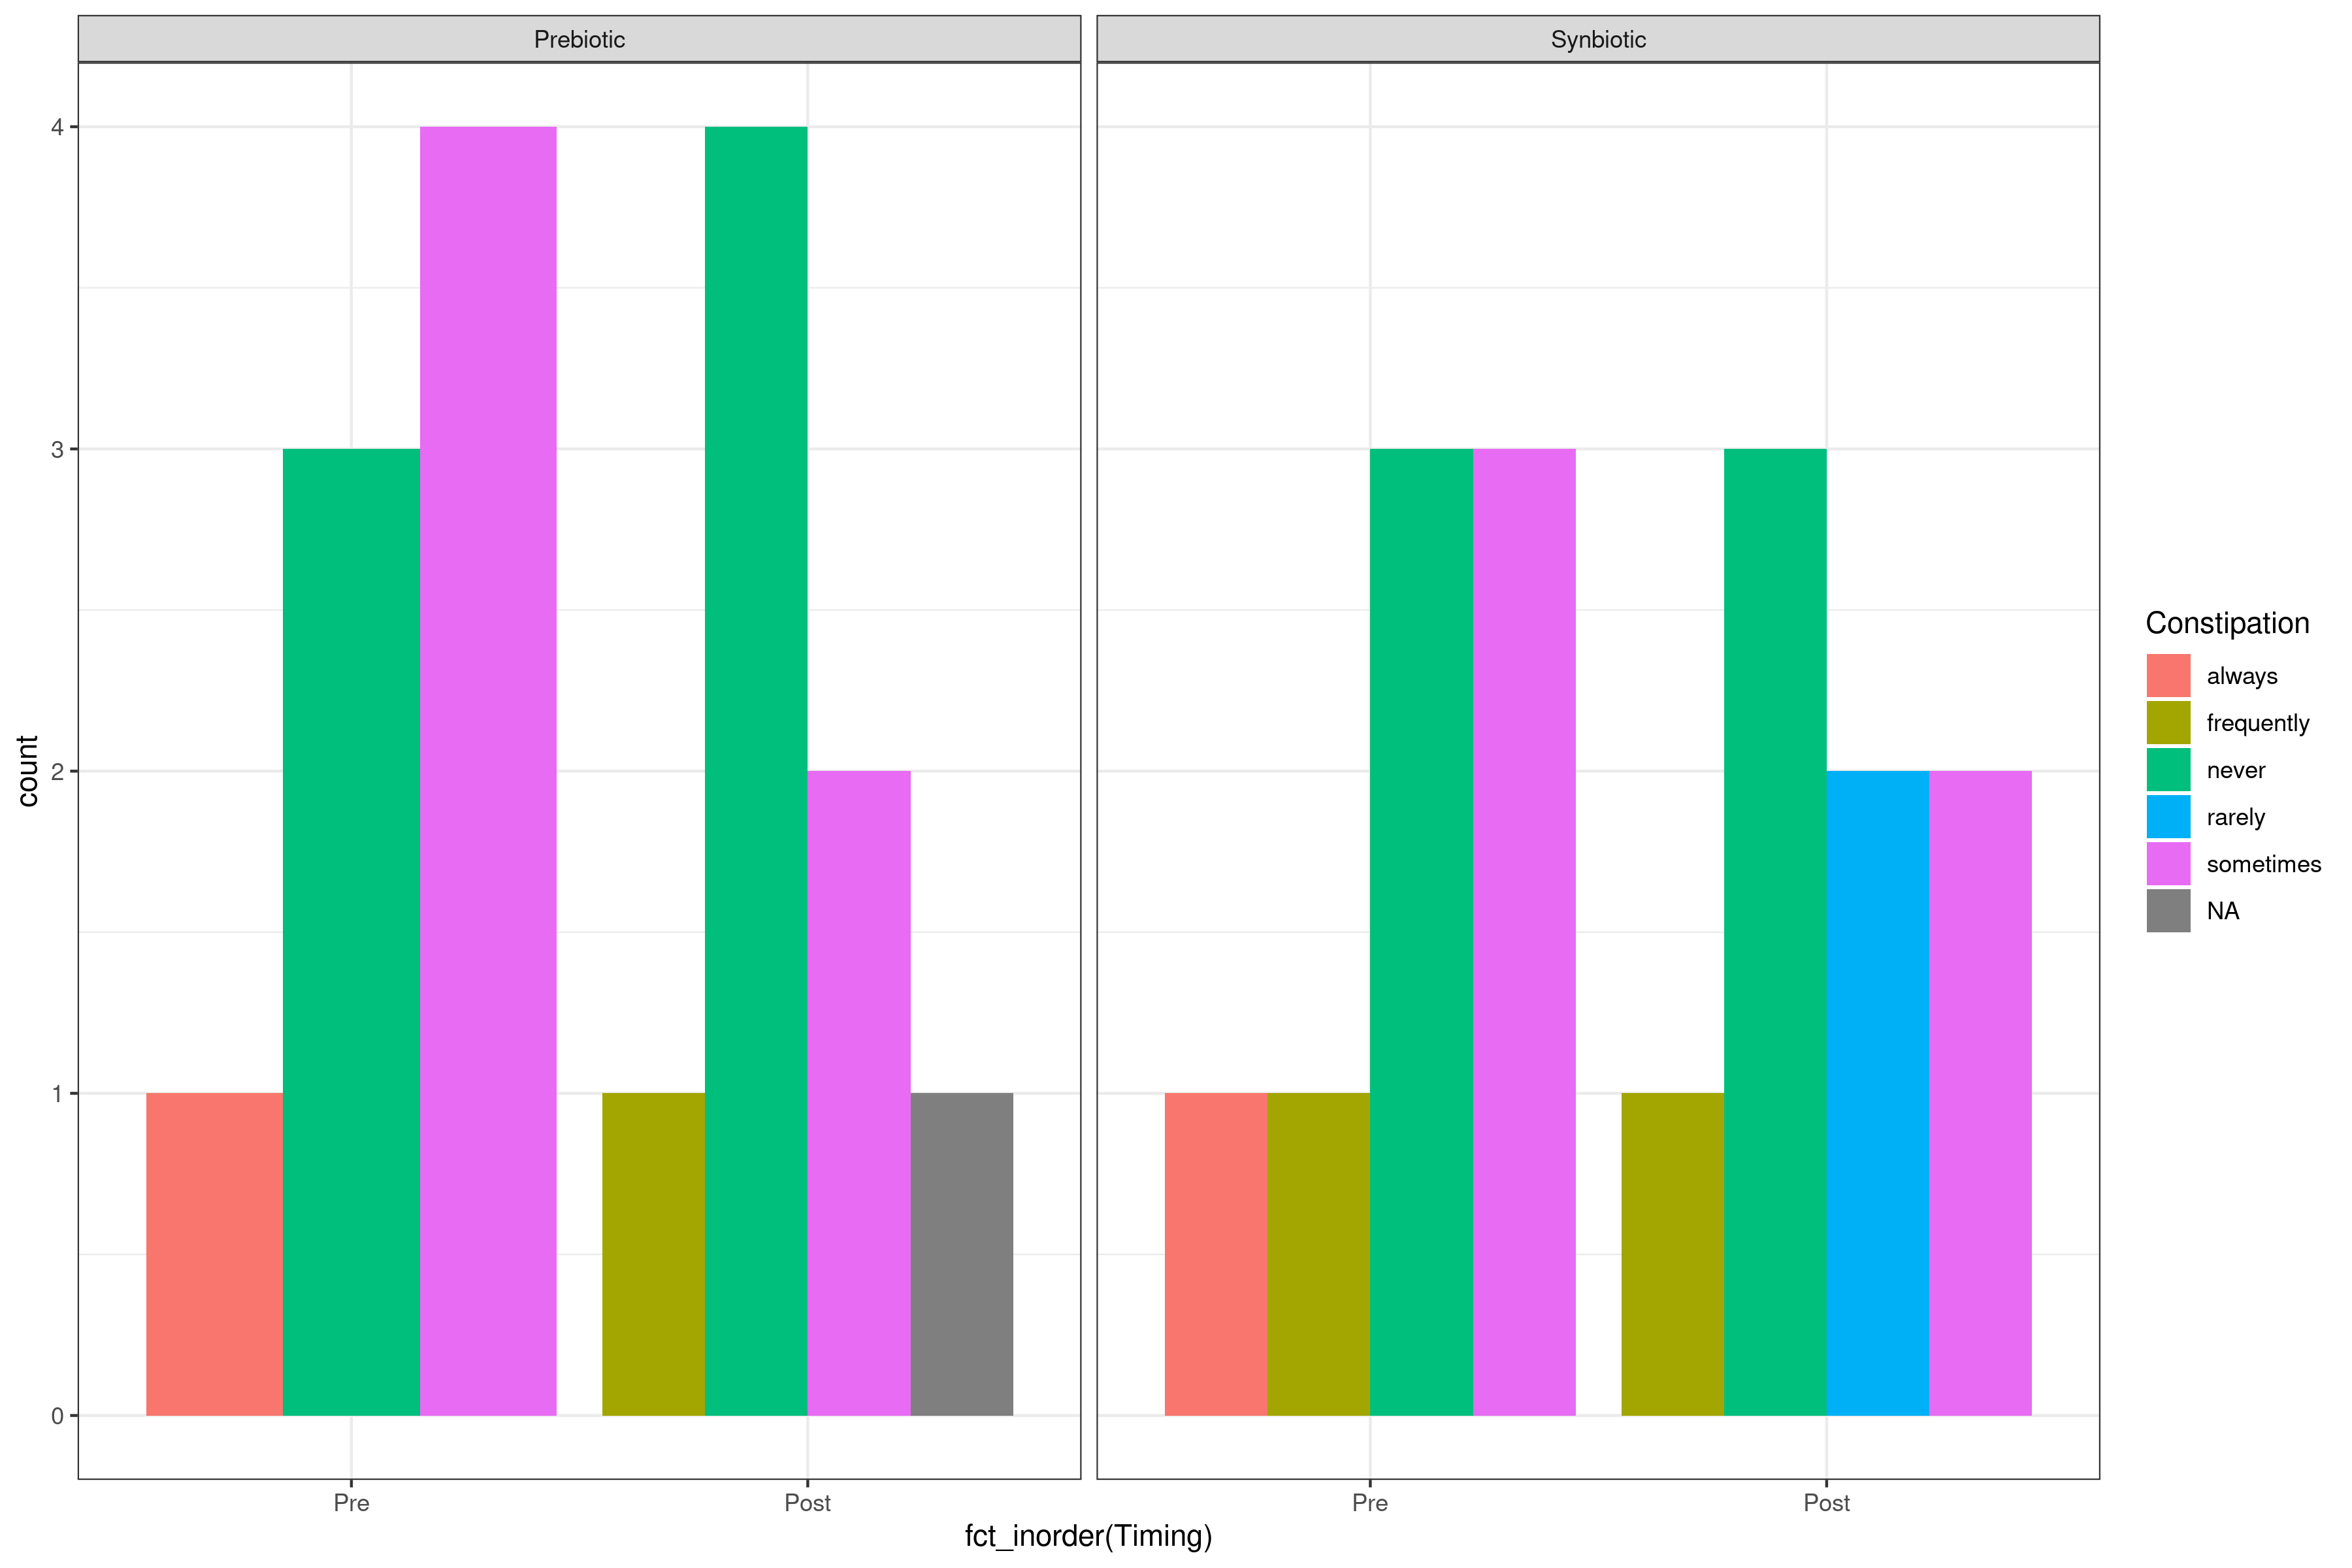 Prebiotic
Synbiotic
4
3
2
1
0
count
Pre
Post
Pre
Post
fct_inorder(Timing)
Constipation
always
frequently
never
rarely
sometimes
NA